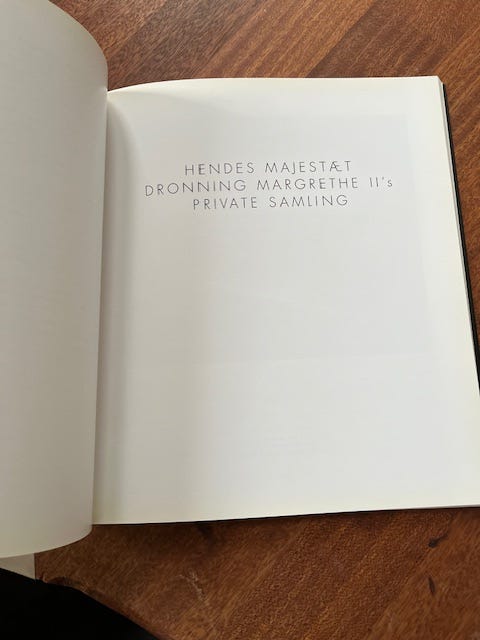 HENDES MAJESTÆT
DRONNING MARGRETHE II's
PRIVATE SAMLING